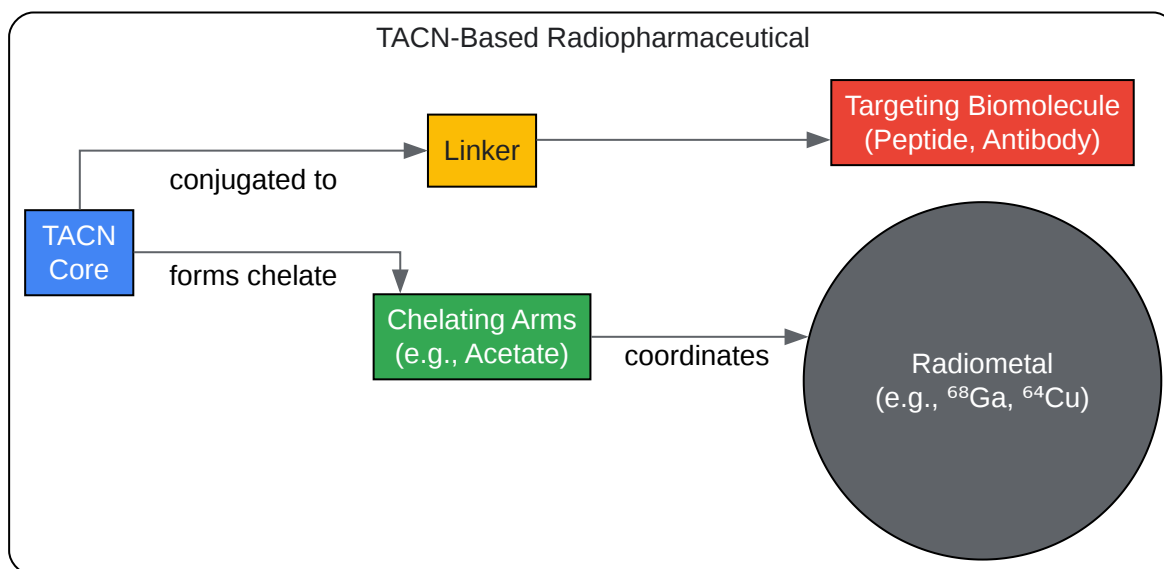 TACN-Based Radiopharmaceutical
Targeting Biomolecule
(Peptide, Antibody)
Linker
conjugated to
TACN
Core
forms chelate
Chelating Arms
(e.g., Acetate)
coordinates
Radiometal
(e.g., ⁶⁸Ga, ⁶⁴Cu)